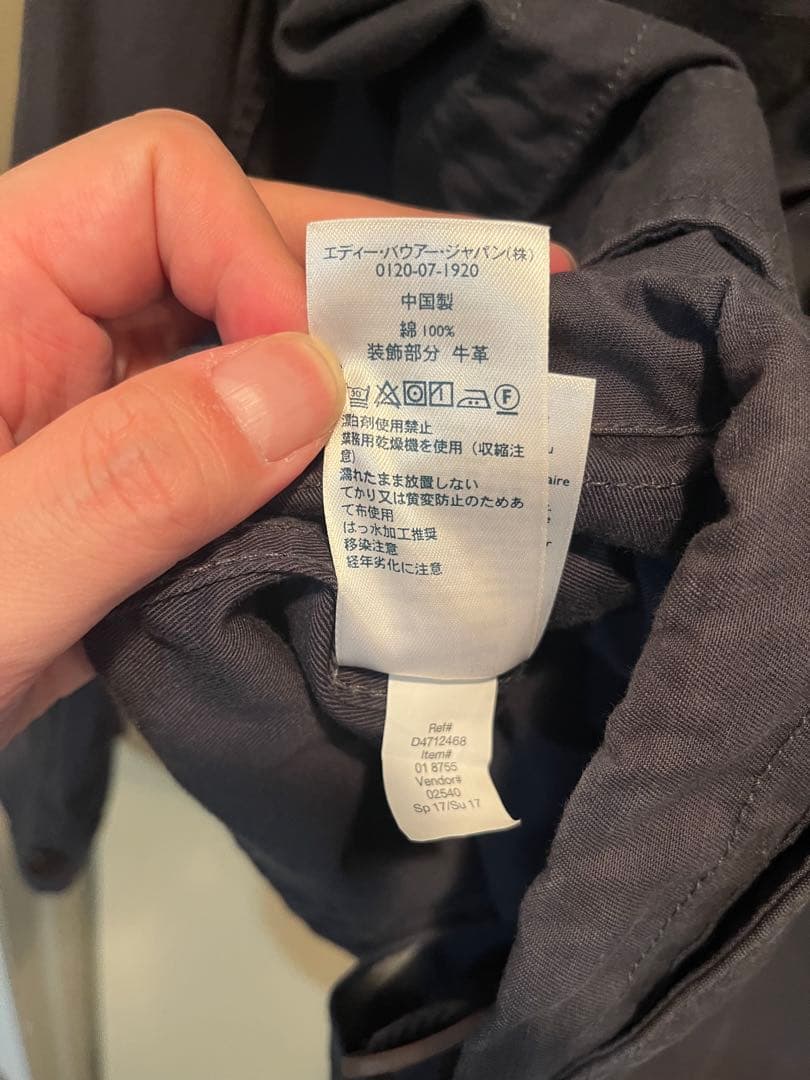 エディー・バウアー・ジャパン(株)
0120-07-1920
中国製
綿 100%
装飾部分 牛革
30
F
漂白剤使用禁止
業務用乾燥機を使用（収縮注
意）
濡れたまま放置しない
てかり又は黄変防止のためあ
て布使用
はっ水加工推奨
移染注意
経年劣化に注意
aire
Ref#
D4712468
Item#
01 8755
Vendor#
02540
Sp 17/Su 17